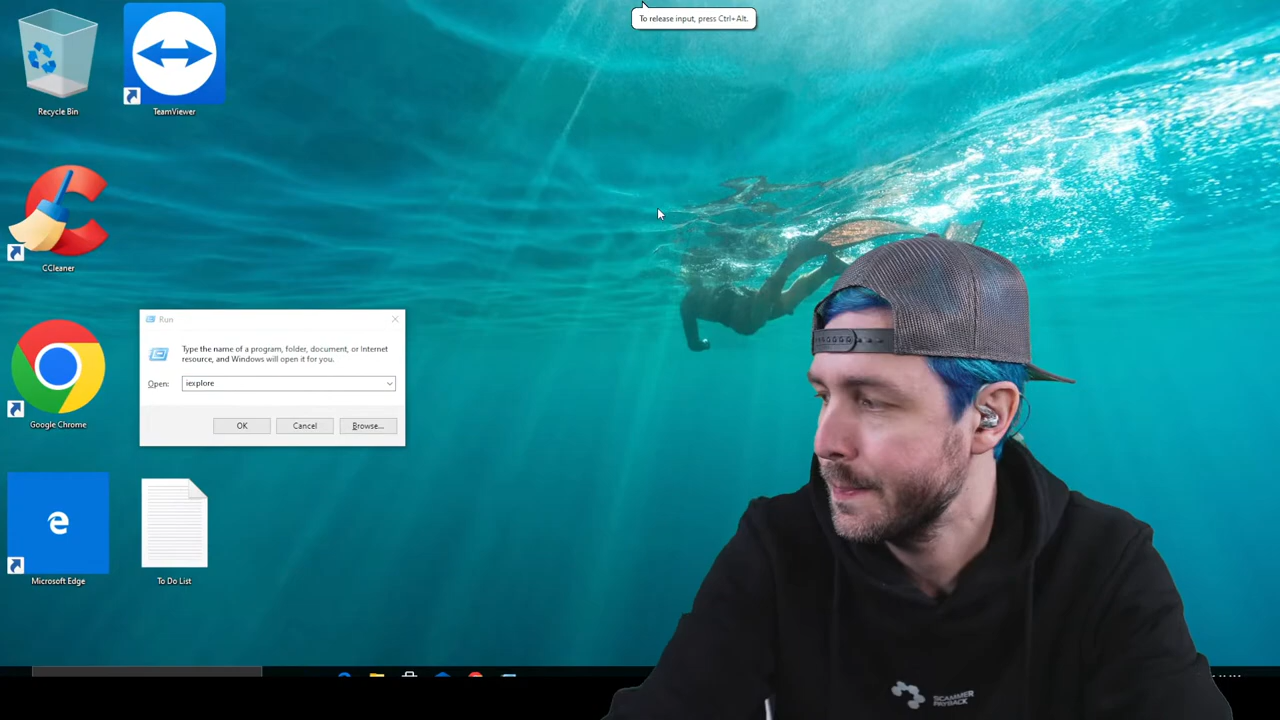 To release input, press Ctrl+Alt.
Recycle Bin
TeamViewer
CCleaner
Run
Type the name of a program, folder, document, or Internet
resource, and Windows will open it for you.
Open:
iexplore
OK
Cancel
Browse...
Google Chrome
Microsoft Edge
To Do List
SCAMMER
PAYBACK